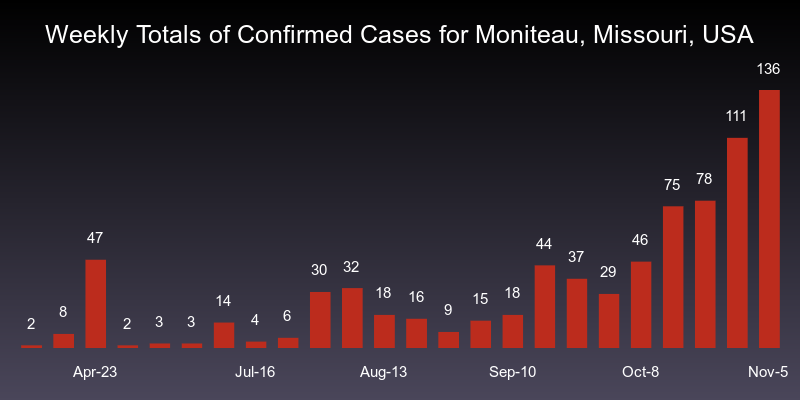 Weekly Totals of Confirmed Cases for Moniteau, Missouri, USA
136
111
75 78
47
44 37 29 46
30 32
2 8 2 3 3 14 4 6 18 16 9 15 18
Apr-23 Jul-16 Aug-13 Sep-10 Oct-8 Nov-5